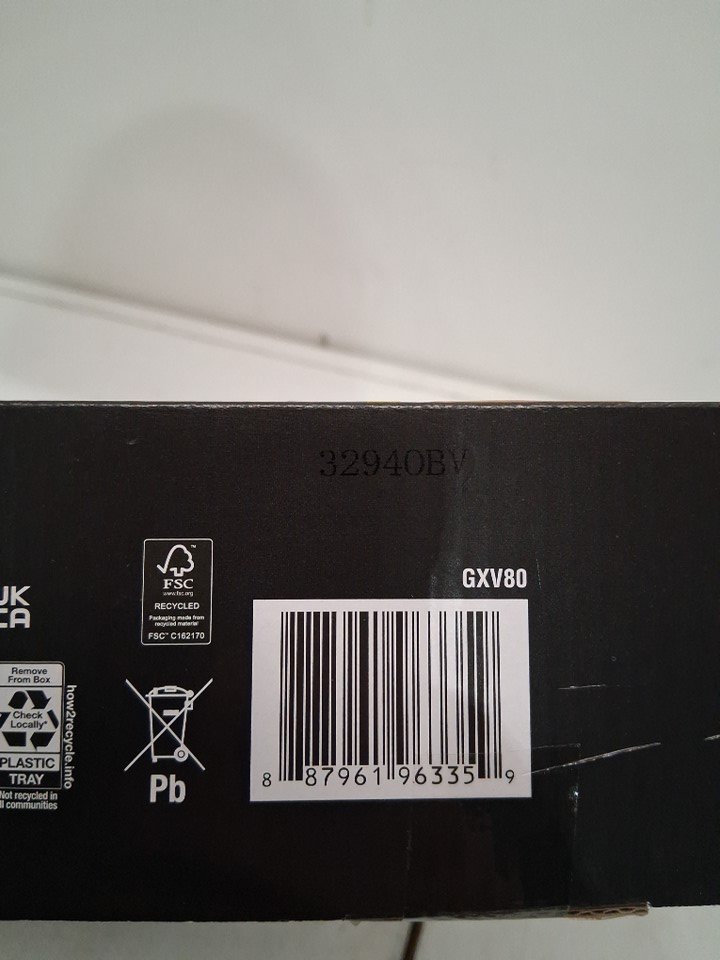 32940BV
GXV80
FSC
www.fsc.org
RECYCLED
Packaging made from
recycled material
FSC™ C162170
UK
CA
Remove
From Box
Check
Locally*
PLASTIC
TRAY
how2recycle.info
*Not recycled in
all communities
Pb
8 87961 96335 9